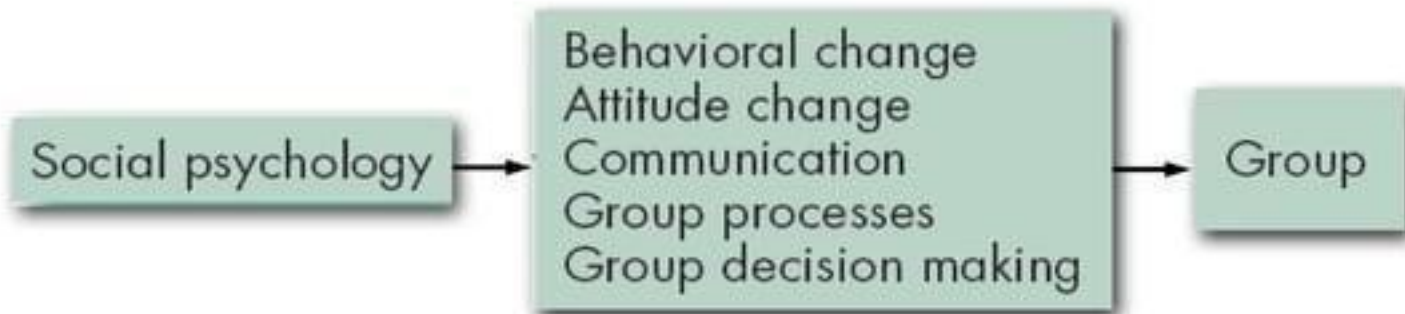 Social psychology
Behavioral change
Attitude change
Communication
Group processes
Group decision making
Group